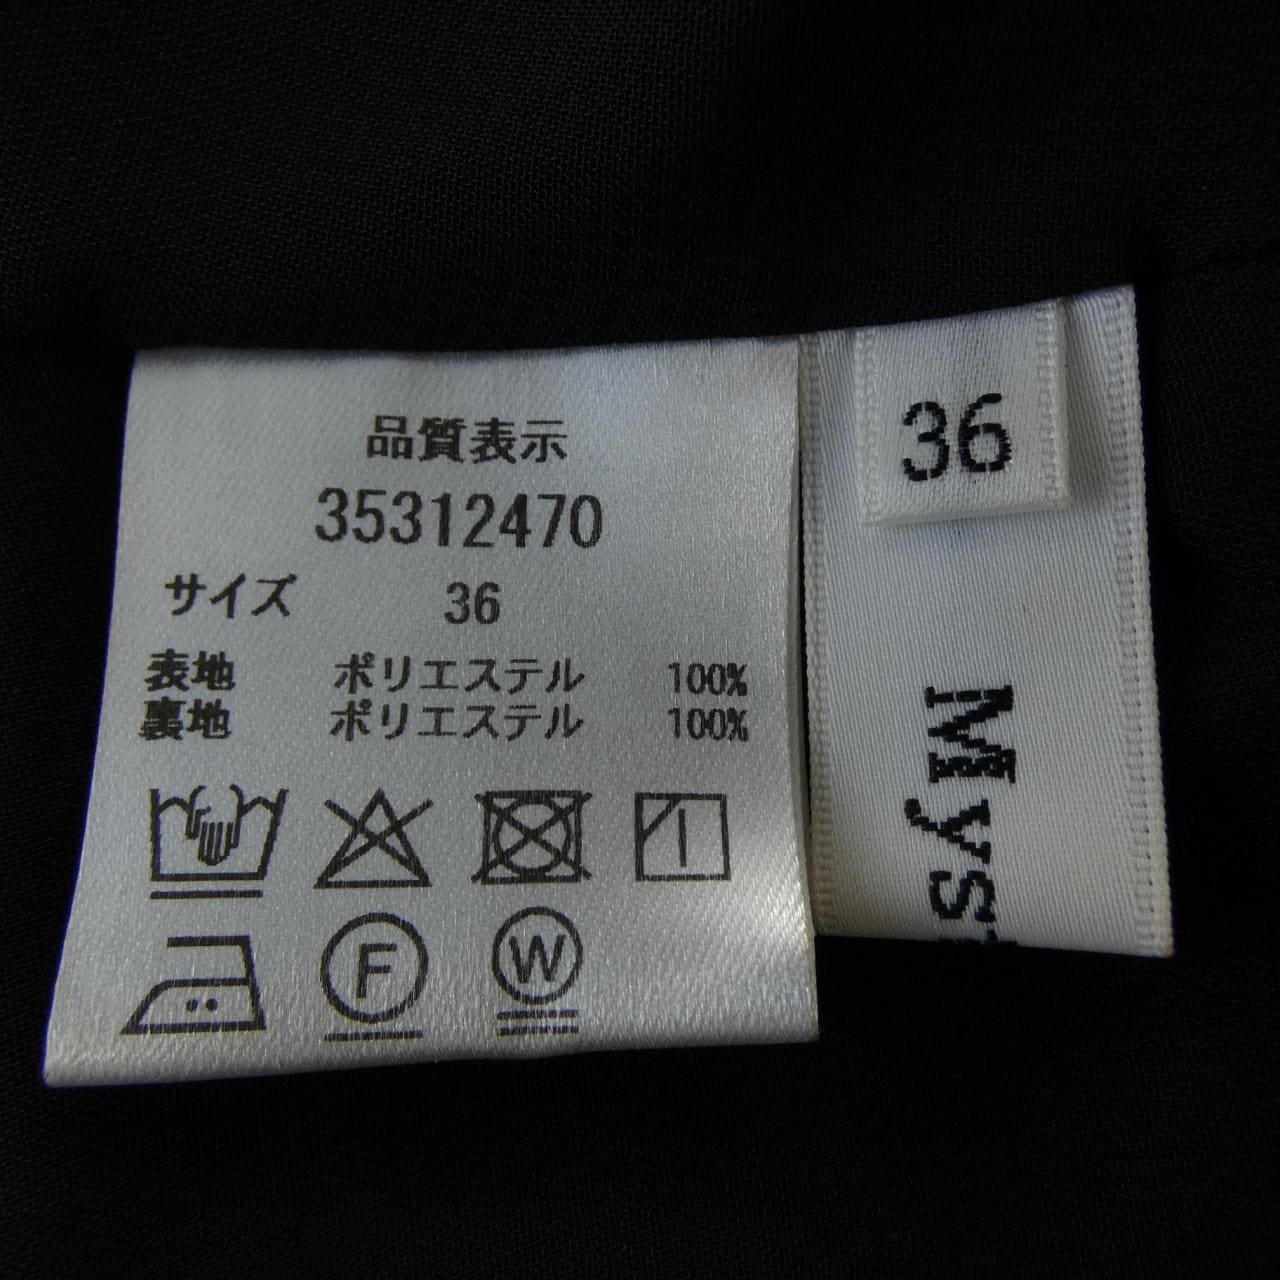 品質表示
35312470
サイズ 36
表地 ポリエステル 100%
裏地 ポリエステル 100%
F
W
36
Myst